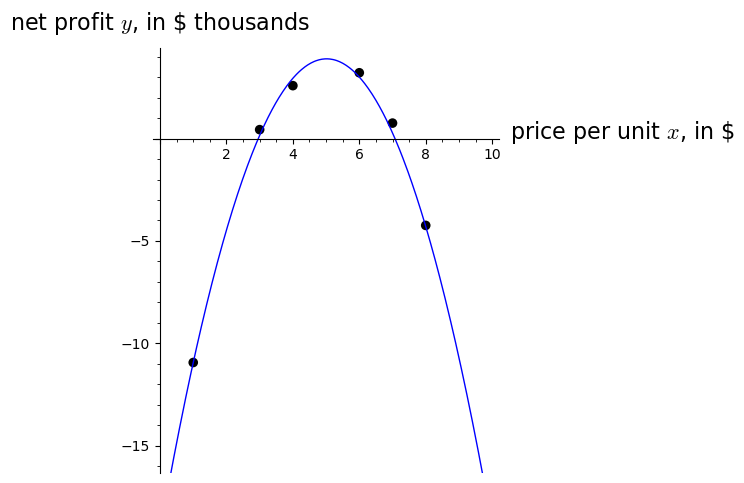 net profit y, in $ thousands
price per unit x, in $
2 4 6 8 10
−5
−10
−15